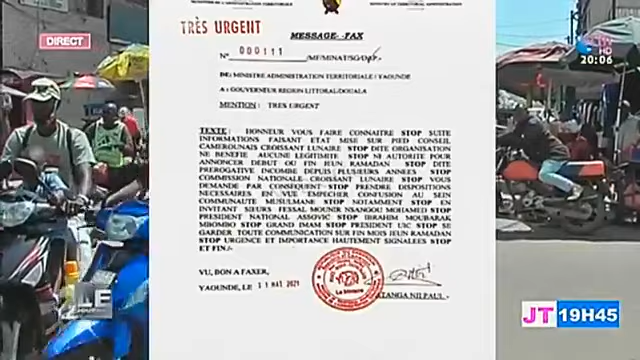 DIRECT
20:06
TRÈS URGENT
MESSAGE- -FAX
N° 000111 /MF/MINAT/SG/DAP.-
DE: MINISTRE ADMINISTRATION TERRITORIALE / YAOUNDE
A : GOUVERNEUR REGION LITTORAL/DOUALA
MENTION : TRES URGENT
TEXTE : HONNEUR VOUS FAIRE CONNAITRE STOP SUITE
INFORMATIONS FAISANT ETAT MISE SUR PIED CONSEIL
CAMEROUNAIS CROISSANT LUNAIRE STOP DITE ORGANISATION
NE BENEFIE AUCUNE LEGITIMITE STOP NI AUTORITE POUR
ANNONCER DEBUT OU FIN JEUN RAMADAN STOP DITE
PREROGATIVE INCOMBE DEPUIS PLUSIEURS ANNEES STOP
COMMISSION NATIONALE CROISSANT LUNAIRE STOP VOUS
DEMANDE PAR CONSEQUENT STOP PRENDRE DISPOSITIONS
NECESSAIRES EN VUE EMPECHER CONFUSION AU SEIN
COMMUNAUTE MUSULMANE STOP NOTAMMENT STOP EN
INVITANT SIEURS FESSAL MOUNIR NSANGOU MOHAMED STOP
PRESIDENT NATIONAL ASSOVIC STOP IBRAHIM MOUBARAK
MBOMBO STOP GRAND IMAM STOP PRESIDENT UIC STOP SE
GARDER TOUTE COMMUNICATION SUR FIN MOIS JEUN RAMADAN
STOP URGENCE ET IMPORTANCE HAUTEMENT SIGNALEES STOP
ET FIN./-
VU, BON A FAXER,
YAOUNDE, LE 11 MAI 2021
ATANGA NJI PAUL.-
LE
JT 19H45